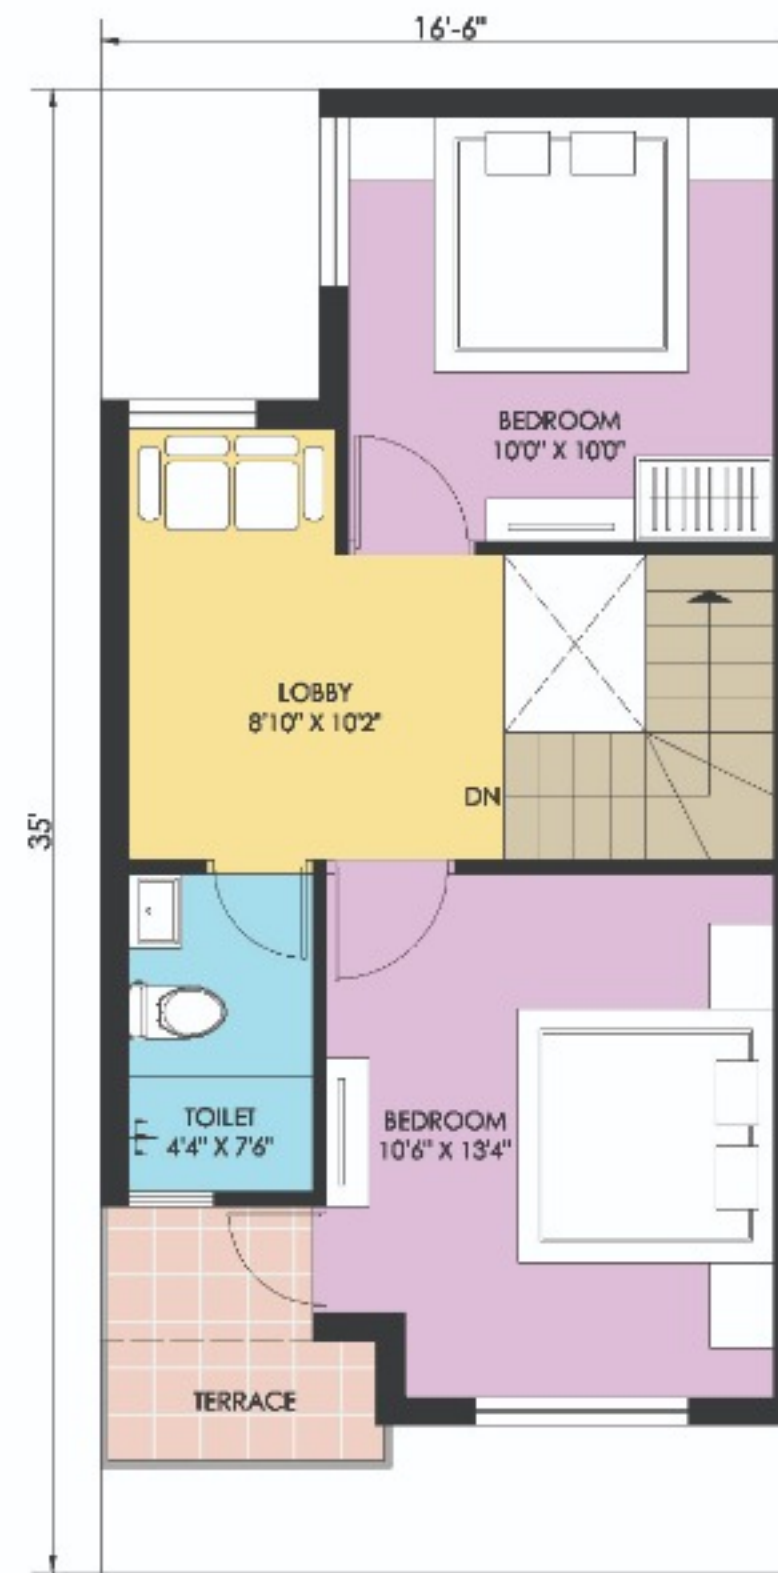 16'-6"
BEDROOM
10'0" X 10'0"
LOBBY
8'10" X 10'2"
DN
35'
TOILET
4'4" X 7'6"
BEDROOM
10'6" X 13'4"
TERRACE